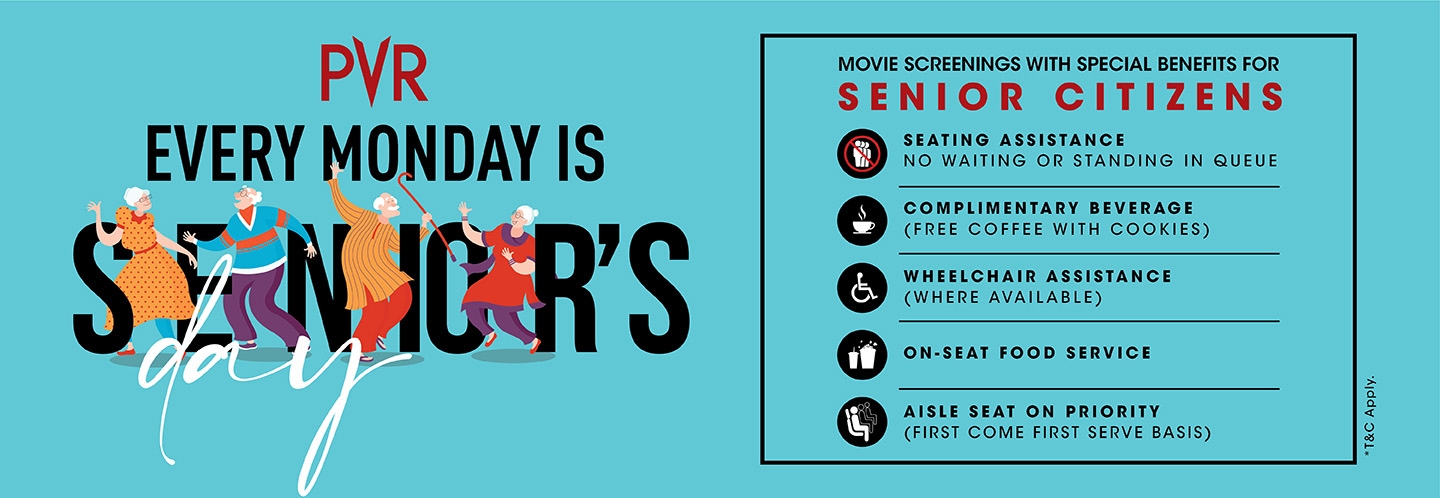 PVR
EVERY MONDAY IS
SENIOR'S
day
MOVIE SCREENINGS WITH SPECIAL BENEFITS FOR
SENIOR CITIZENS
SEATING ASSISTANCE
NO WAITING OR STANDING IN QUEUE
COMPLIMENTARY BEVERAGE
(FREE COFFEE WITH COOKIES)
WHEELCHAIR ASSISTANCE
(WHERE AVAILABLE)
ON-SEAT FOOD SERVICE
AISLE SEAT ON PRIORITY
(FIRST COME FIRST SERVE BASIS)
*T&C Apply.